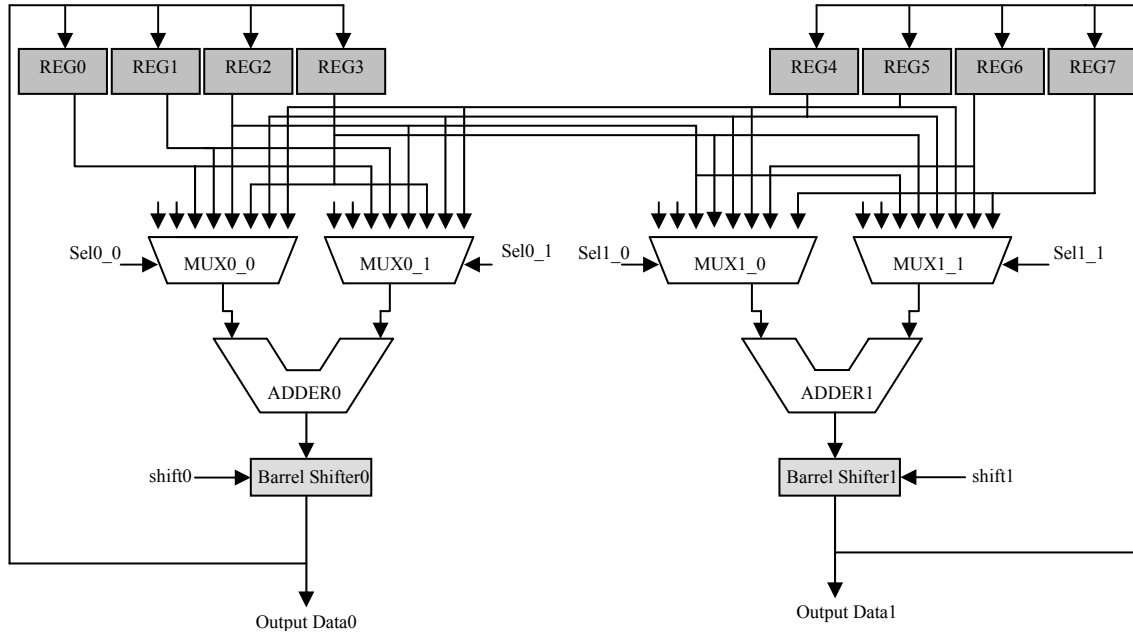 REG0 REG1 REG2 REG3 REG4 REG5 REG6 REG7
Sel0_0 MUX0_0 MUX0_1 Sel0_1 Sel1_0 MUX1_0 MUX1_1 Sel1_1
ADDER0 ADDER1
shift0 Barrel Shifter0 Barrel Shifter1 shift1
Output Data0 Output Data1